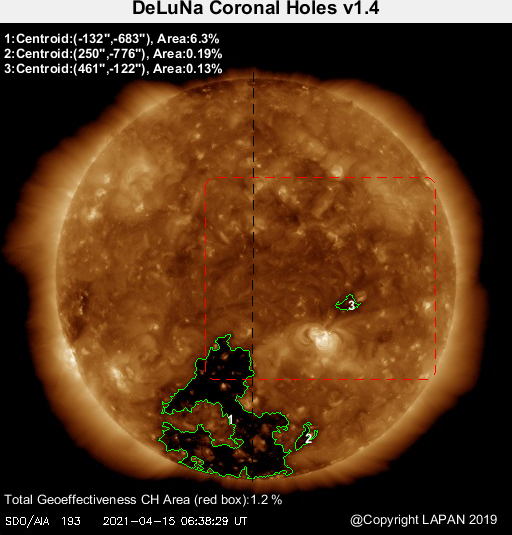 DeLuNa Coronal Holes v1.4
1:Centroid:(-132",-683"), Area:6.3%
2:Centroid:(250",-776"), Area:0.19%
3:Centroid:(461",-122"), Area:0.13%
3
1
2
Total Geoeffectiveness CH Area (red box):1.2 %
SDO/AIA 193 2021-04-15 06:38:29 UT
@Copyright LAPAN 2019